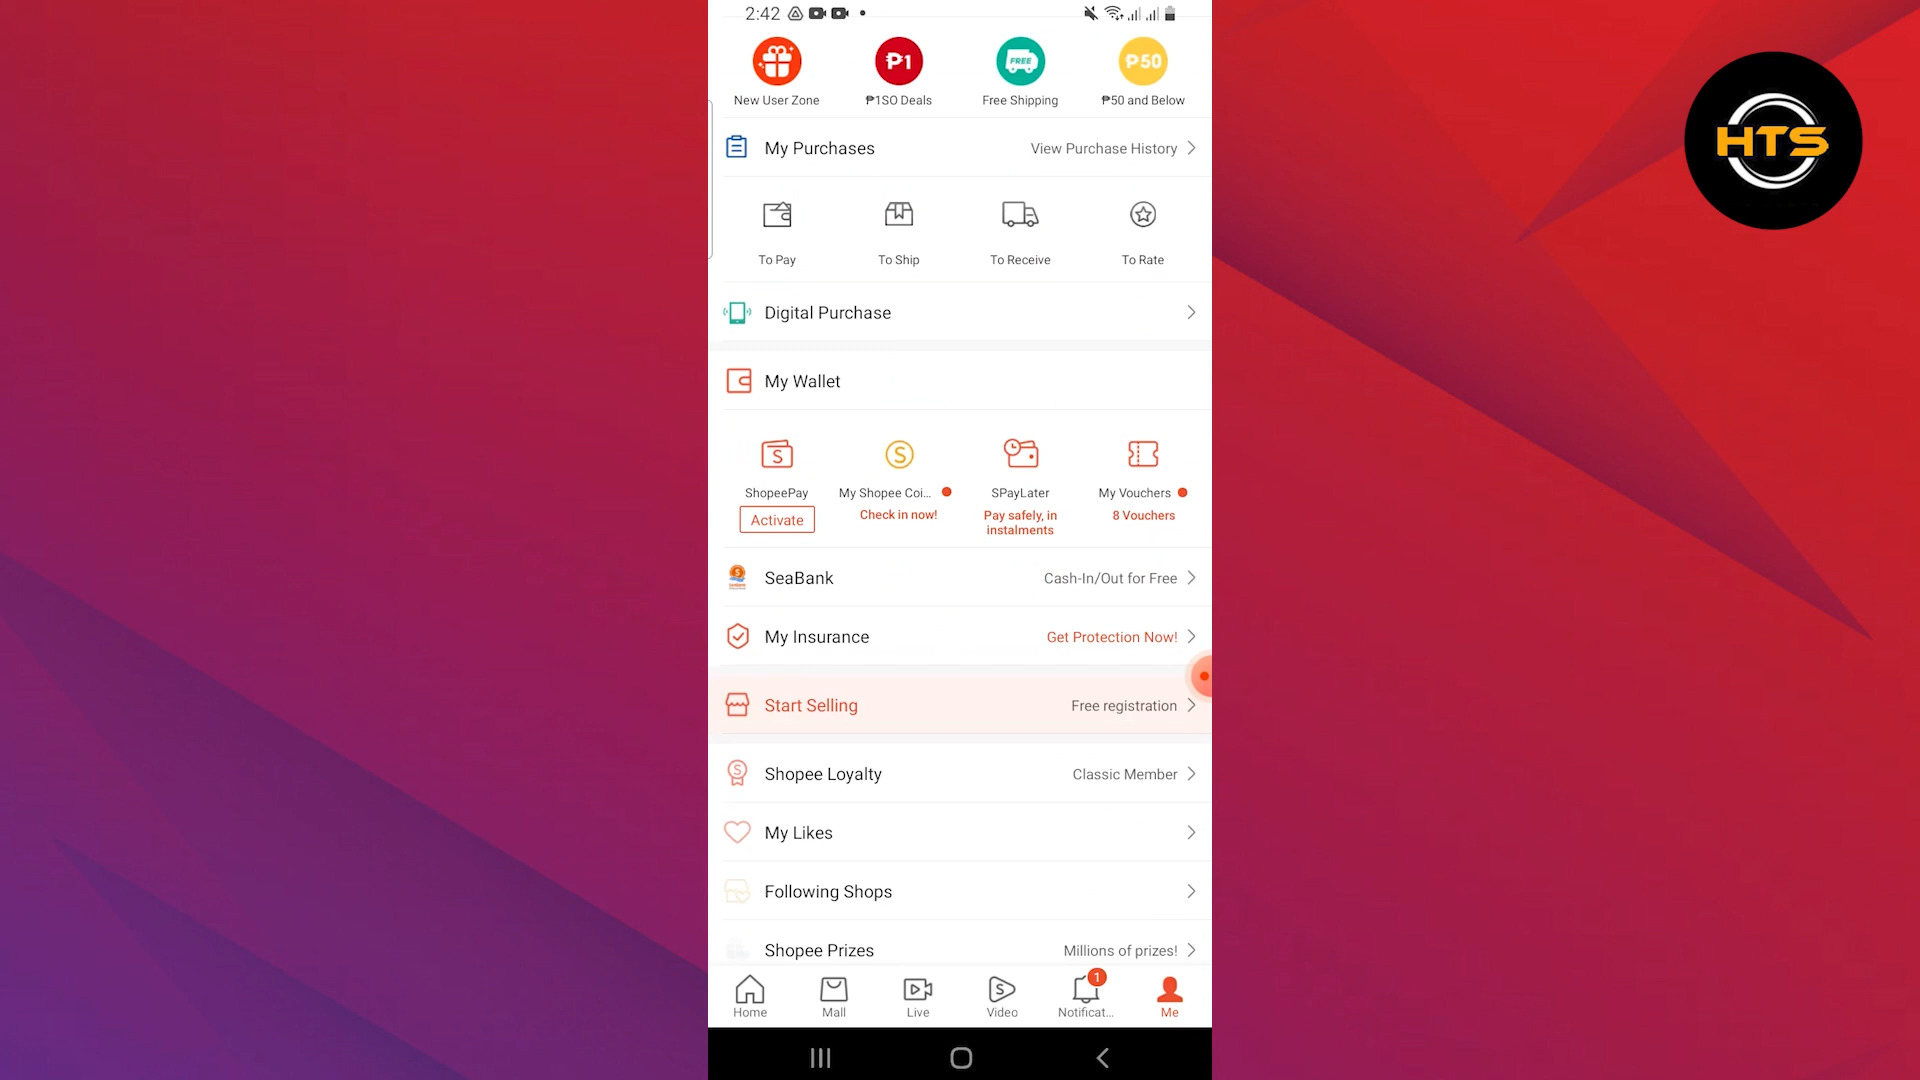 2:42
₱1
FREE
₱50
New User Zone
₱1SO Deals
Free Shipping
₱50 and Below
HTS
My Purchases
View Purchase History
To Pay
To Ship
To Receive
To Rate
Digital Purchase
My Wallet
ShopeePay
My Shopee Coi...
SPayLater
My Vouchers
Activate
Check in now!
Pay safely, in
instalments
8 Vouchers
SeaBank
Cash-In/Out for Free
My Insurance
Get Protection Now!
Start Selling
Free registration
Shopee Loyalty
Classic Member
My Likes
Following Shops
Shopee Prizes
Millions of prizes!
1
Home
Mall
Live
Video
Notificat...
Me